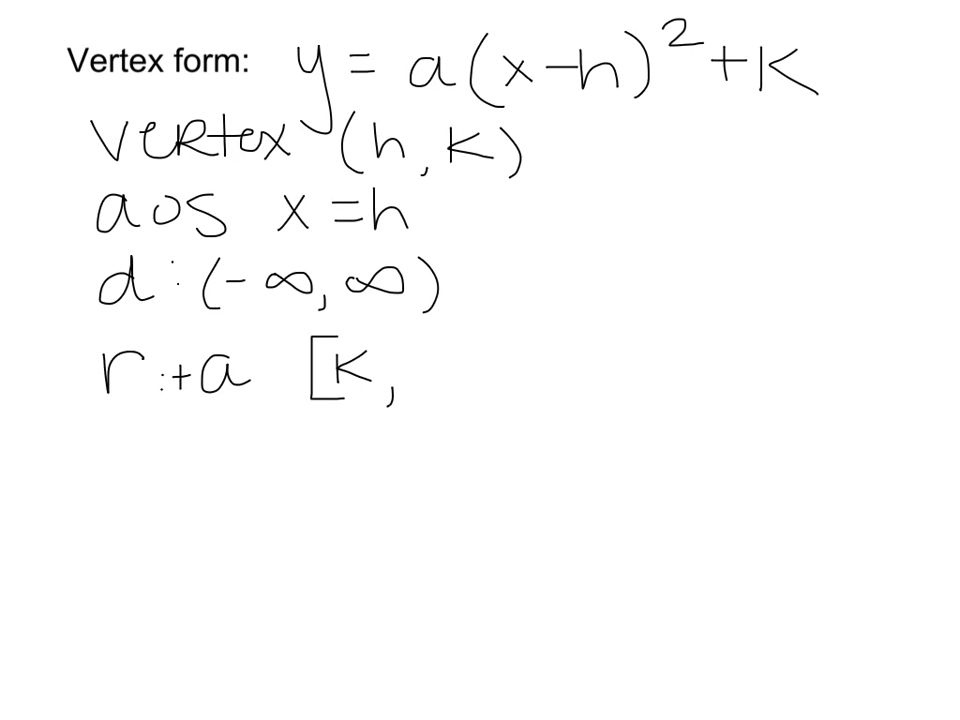 Vertex form: y = a(x-h)²+k
vertex (h, k)
aos x=h
d: (-∞, ∞)
r: +a [k,